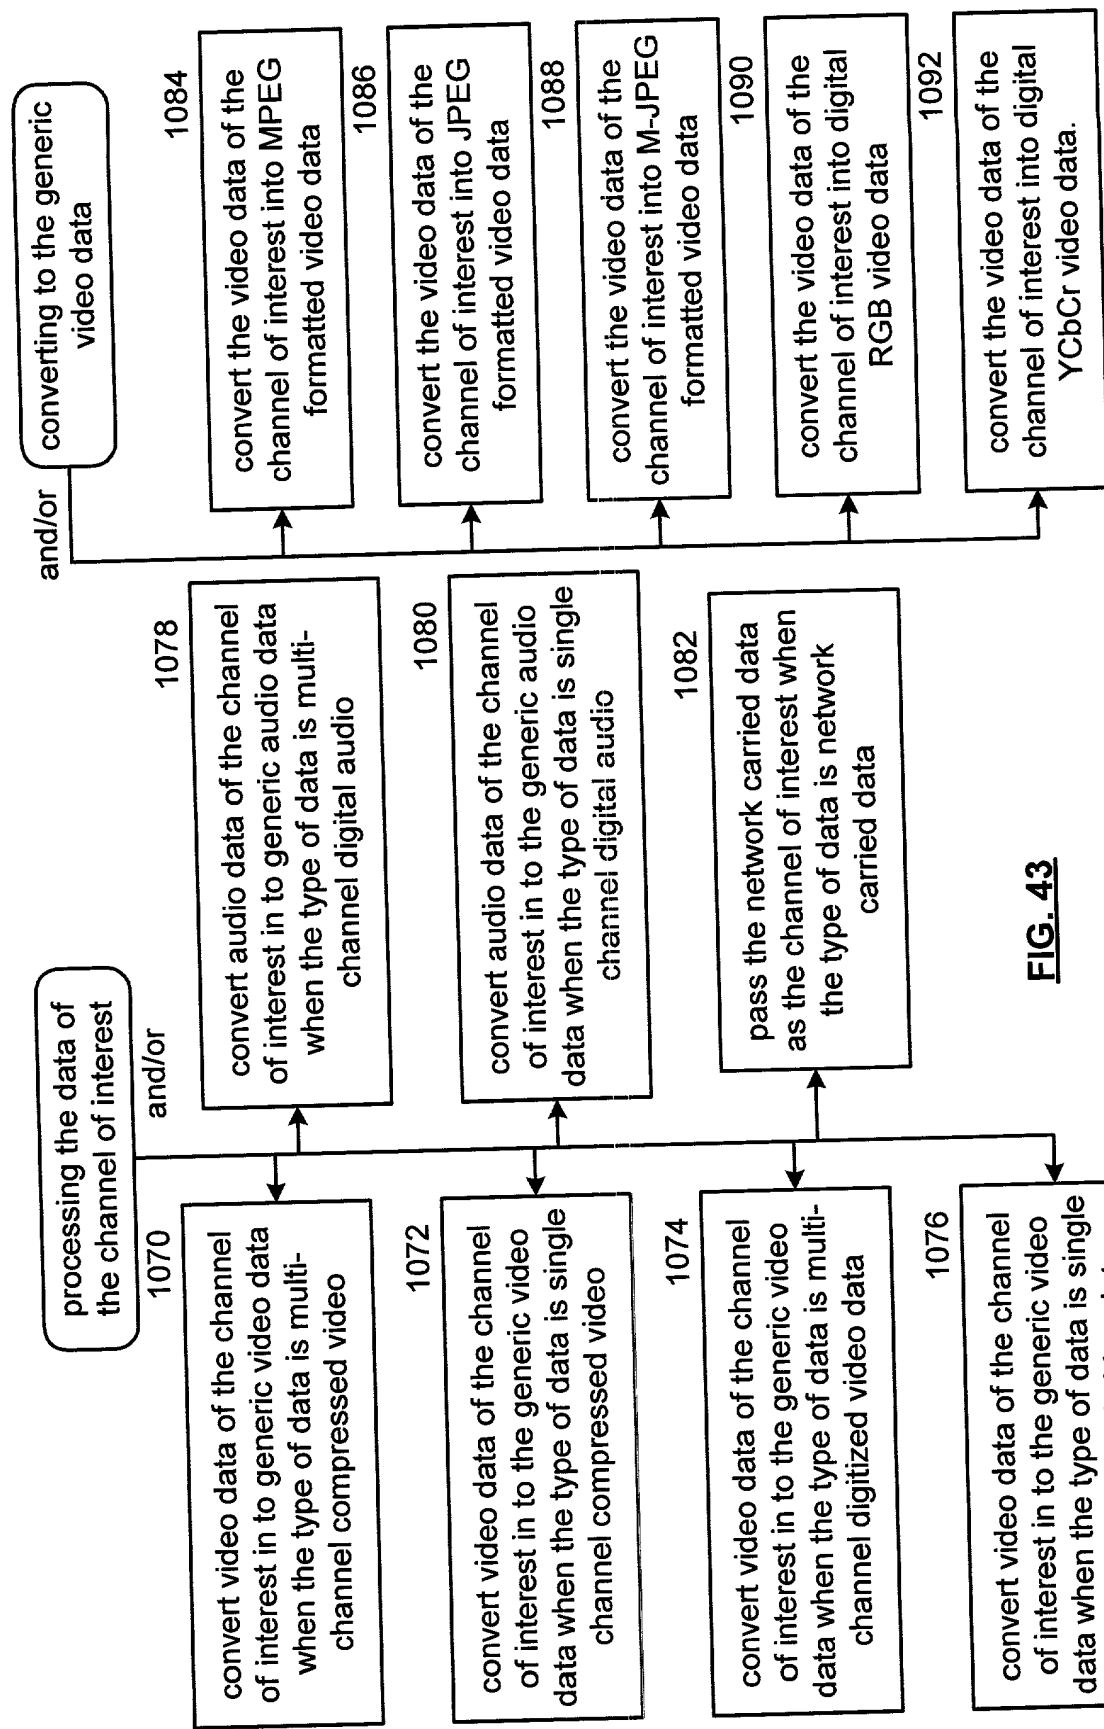 processing the data of
the channel of interest
and/or
1070
convert video data of the channel
of interest in to generic video data
when the type of data is multi-
channel compressed video
1072
convert video data of the channel
of interest in to the generic video
data when the type of data is single
channel compressed video
1074
convert video data of the channel
of interest in to the generic video
data when the type of data is multi-
channel digitized video data
1076
convert video data of the channel
of interest in to the generic video
data when the type of data is single
1078
convert audio data of the channel
of interest in to generic audio data
when the type of data is multi-
channel digital audio
1080
convert audio data of the channel
of interest in to the generic audio
data when the type of data is single
channel digital audio
1082
pass the network carried data
as the channel of interest when
the type of data is network
carried data
converting to the generic
video data
and/or
1084
convert the video data of the
channel of interest into MPEG
formatted video data
1086
convert the video data of the
channel of interest into JPEG
formatted video data
1088
convert the video data of the
channel of interest into M-JPEG
formatted video data
1090
convert the video data of the
channel of interest into digital
RGB video data
1092
convert the video data of the
channel of interest into digital
YCbCr video data.
FIG. 43